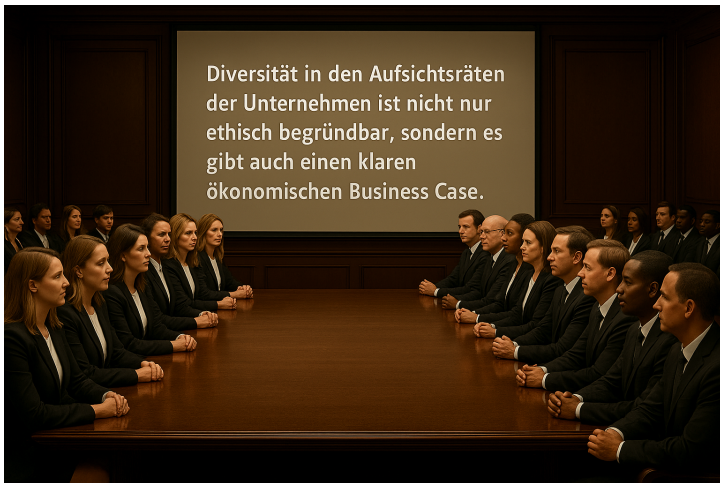 Diversität in den Aufsichtsräten
der Unternehmen ist nicht nur
ethisch begründbar, sondern es
gibt auch einen klaren
ökonomischen Business Case.